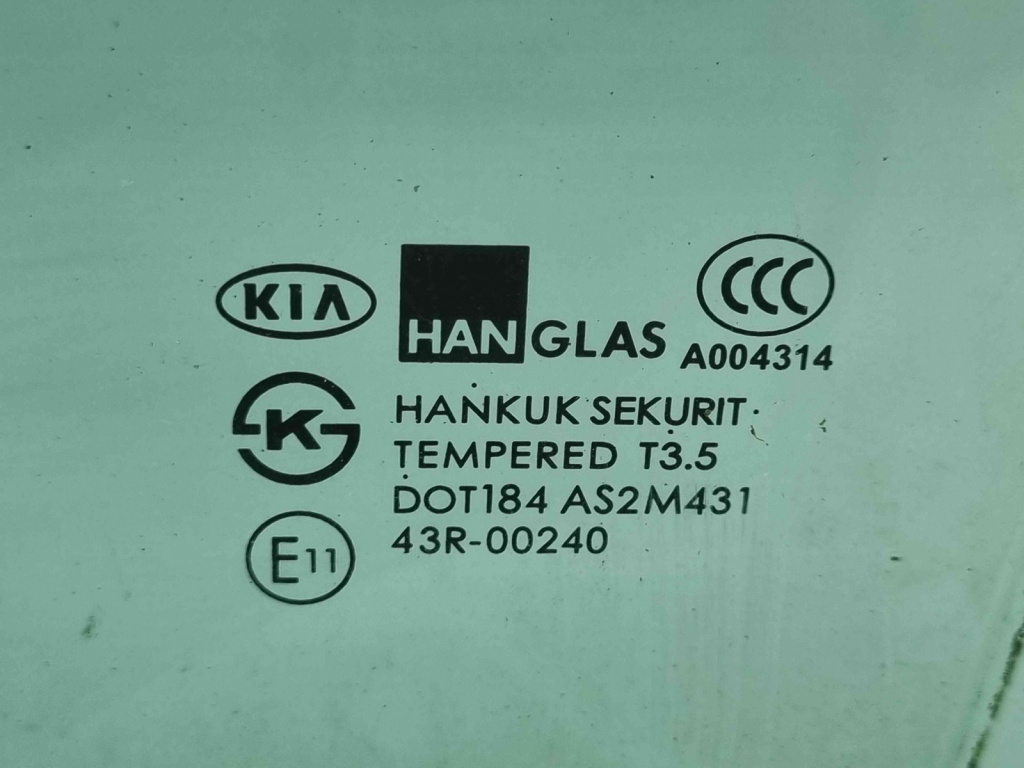 KIA HANGLAS CCC
A004314
K HANKUK SEKURIT
TEMPERED T3.5
DOT184 AS2M431
E11 43R-00240